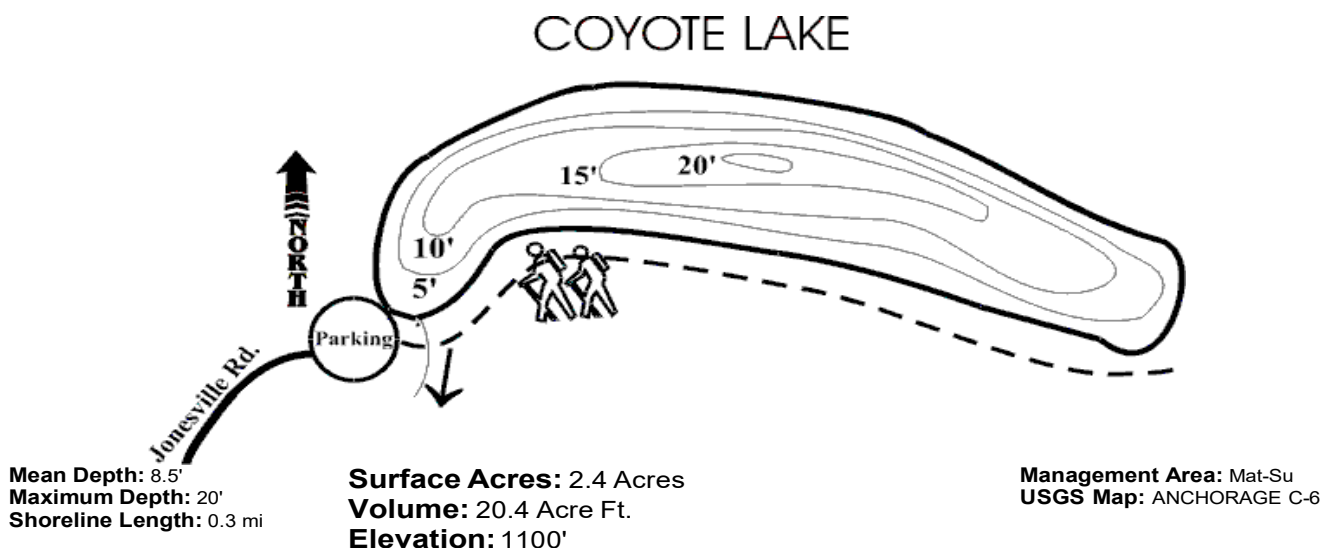 COYOTE LAKE
20'
15'
10'
5'
NORTH
Parking
Jonesville Rd.
Mean Depth: 8.5'
Maximum Depth: 20'
Shoreline Length: 0.3 mi
Surface Acres: 2.4 Acres
Volume: 20.4 Acre Ft.
Elevation: 1100'
Management Area: Mat-Su
USGS Map: ANCHORAGE C-6